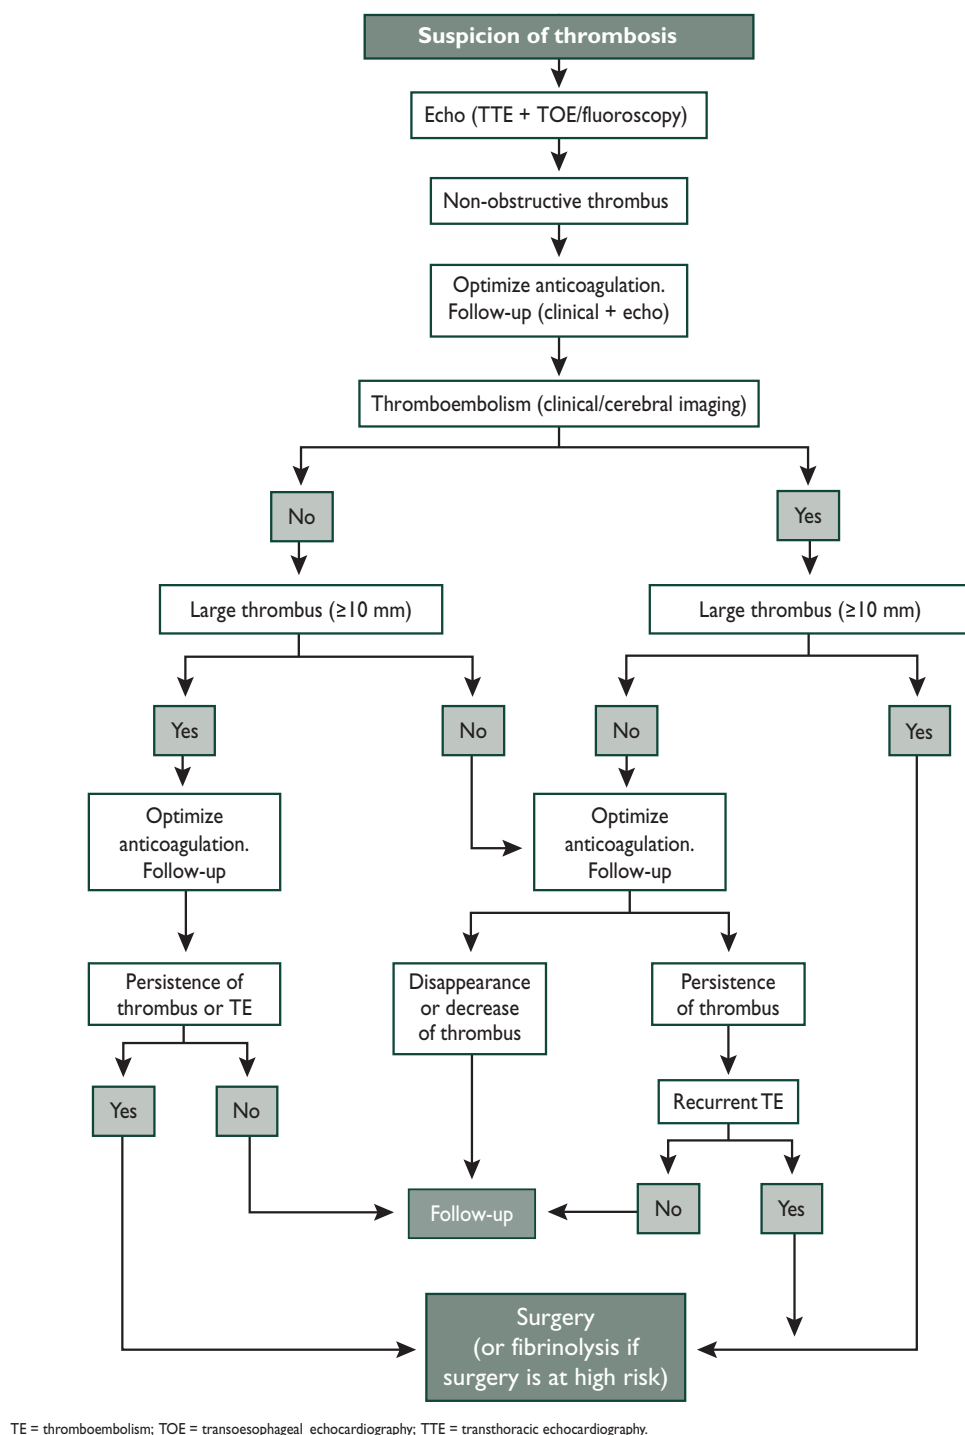 Suspicion of thrombosis
Echo (TTE + TOE/fluoroscopy)
Non-obstructive thrombus
Optimize anticoagulation.
Follow-up (clinical + echo)
Thromboembolism (clinical/cerebral imaging)
No
Yes
Large thrombus (≥10 mm)
Large thrombus (≥10 mm)
Yes
No
No
Yes
Optimize
anticoagulation.
Follow-up
Optimize
anticoagulation.
Follow-up
Persistence of
thrombus or TE
Disappearance
or decrease
of thrombus
Persistence
of thrombus
Yes
No
Recurrent TE
Follow-up
No
Yes
Surgery
(or fibrinolysis if
surgery is at high risk)
TE = thromboembolism; TOE = transoesophageal echocardiography; TTE = transthoracic echocardiography.